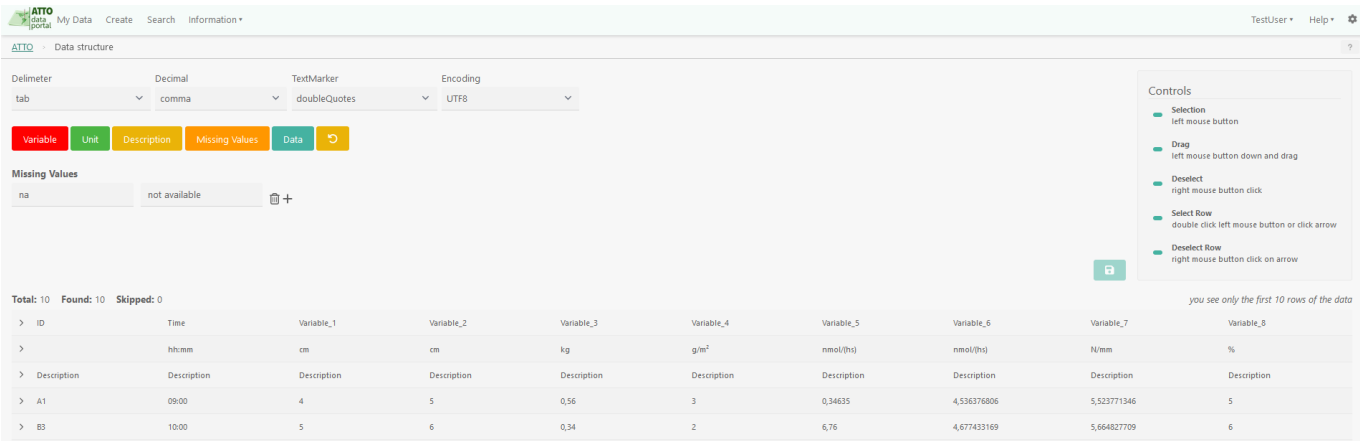 ATTO
data
portal
My Data Create Search Information
TestUser Help
ATTO Data structure
?
Delimeter Decimal TextMarker Encoding
tab comma doubleQuotes UTF8
Variable Unit Description Missing Values Data
Missing Values
na not available
Controls
Selection
left mouse button
Drag
left mouse button down and drag
Deselect
right mouse button click
Select Row
double click left mouse button or click arrow
Deselect Row
right mouse button click on arrow
Total: 10 Found: 10 Skipped: 0
you see only the first 10 rows of the data
ID Time Variable_1 Variable_2 Variable_3 Variable_4 Variable_5 Variable_6 Variable_7 Variable_8
hh:mm cm cm kg g/m² nmol/(hs) nmol/(hs) N/mm %
Description Description Description Description Description Description Description Description Description Description
A1 09:00 4 5 0,56 3 0,34635 4,536376806 5,523771346 5
B3 10:00 5 6 0,34 2 6,76 4,677433169 5,664827709 6